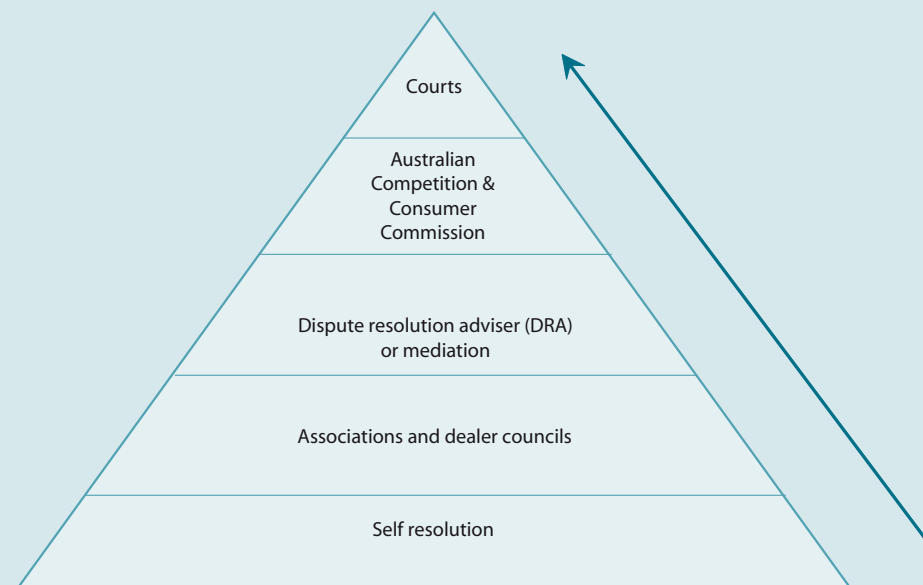 Courts
Australian
Competition &
Consumer
Commission
Dispute resolution adviser (DRA)
or mediation
Associations and dealer councils
Self resolution